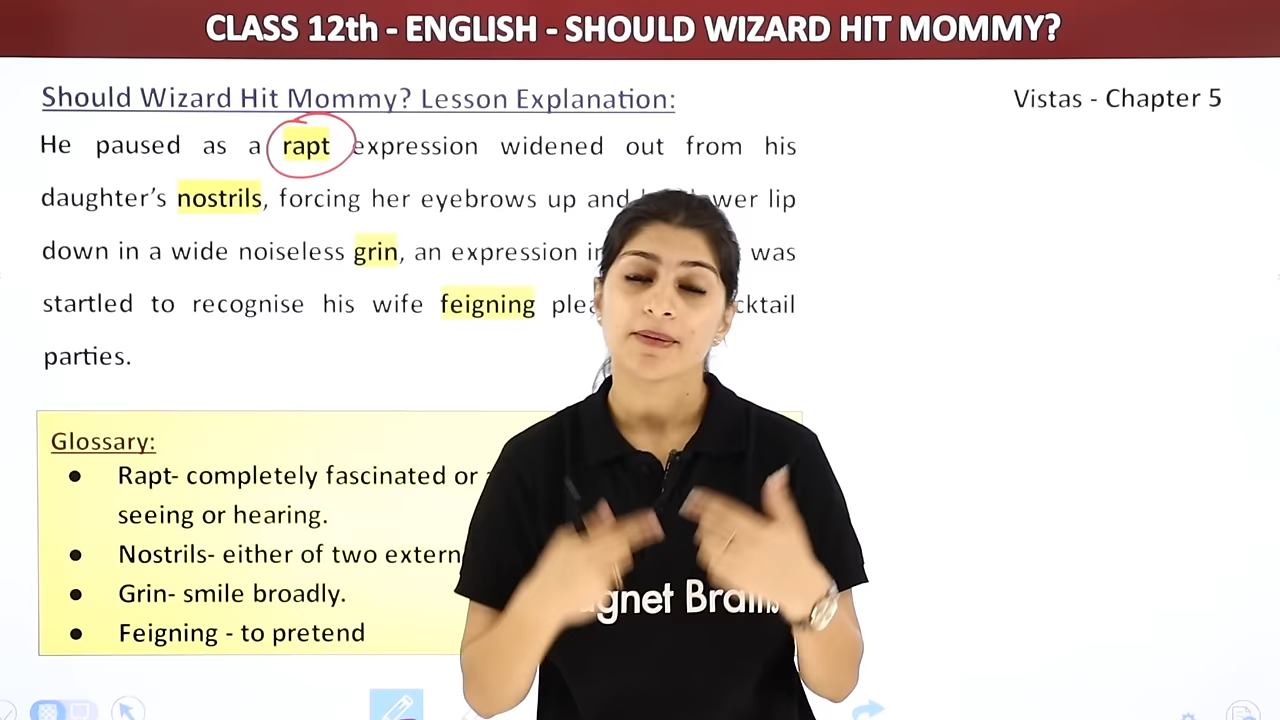 CLASS 12th - ENGLISH - SHOULD WIZARD HIT MOMMY?
Should Wizard Hit Mommy? Lesson Explanation:
Vistas - Chapter 5
He paused as a rapt expression widened out from his
daughter's nostrils, forcing her eyebrows up and lip
down in a wide noiseless grin, an expression was
startled to recognise his wife feigning
parties.
Glossary:
Rapt- completely fascinated or
seeing or hearing.
Nostrils- either of two
Grin- smile broadly.
Feigning - to pretend